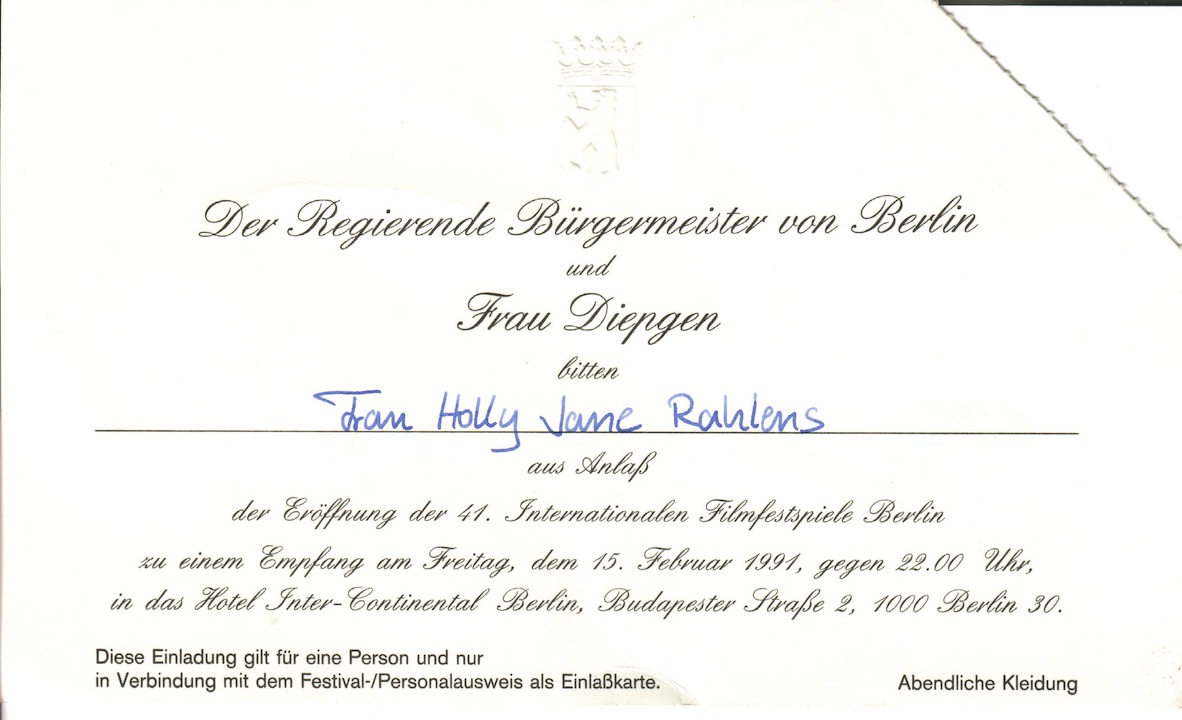 Der Regierende Bürgermeister von Berlin
und
Frau Diepgen
bitten
Frau Holly Jane Rahlens
aus Anlaß
der Eröffnung der 41. Internationalen Filmfestspiele Berlin
zu einem Empfang am Freitag, dem 15. Februar 1991, gegen 22.00 Uhr,
in das Hotel Inter-Continental Berlin, Budapester Straße 2, 1000 Berlin 30.
Diese Einladung gilt für eine Person und nur
in Verbindung mit dem Festival-/Personalausweis als Einlaßkarte.
Abendliche Kleidung